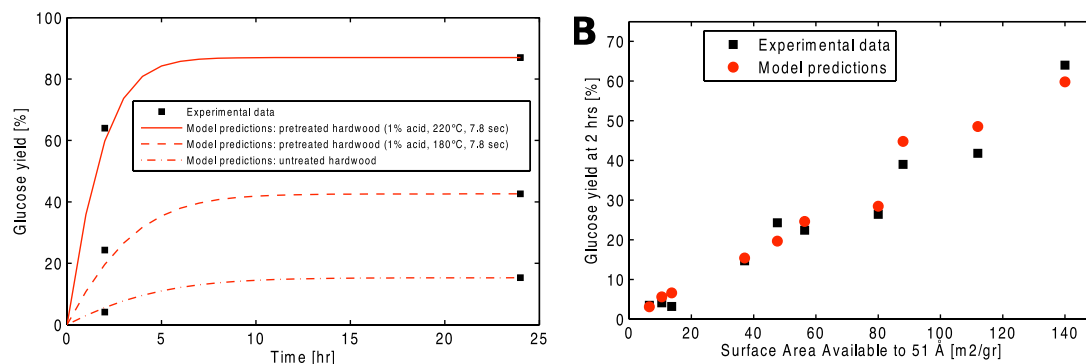 100
80
60
40
20
0
Glucose yield [%]
Experimental data
Model predictions: pretreated hardwood (1% acid, 220°C, 7.8 sec)
Model predictions: pretreated hardwood (1% acid, 180°C, 7.8 sec)
Model predictions: untreated hardwood
0 5 10 15 20 25
Time [hr]
B
70
60
50
40
30
20
10
0
Glucose yield at 2 hrs [%]
Experimental data
Model predictions
0 20 40 60 80 100 120 140
Surface Area Available to 51 Å [m2/gr]